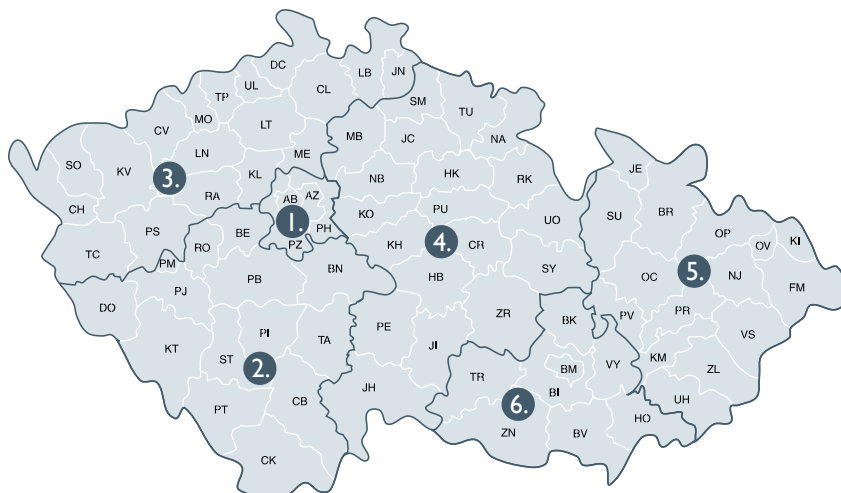 DC
LB
JN
TP
UL
CL
SM
TU
CV
MO
LT
MB
JC
NA
SO
KV
LN
ME
JE
3.
KL
NB
HK
RK
CH
RA
AB
AZ
KO
PU
UO
SU
BR
1.
PH
OP
KI
PS
RO
BE
PZ
KH
4.
CR
OV
TC
PM
BN
HB
SY
OC
5.
NJ
FM
DO
PJ
PB
PV
PR
ZR
BK
KT
PI
TA
PE
JI
VS
ST
2.
TR
BM
VY
KM
ZL
PT
CB
JH
6.
BI
UH
ZN
BV
HO
CK